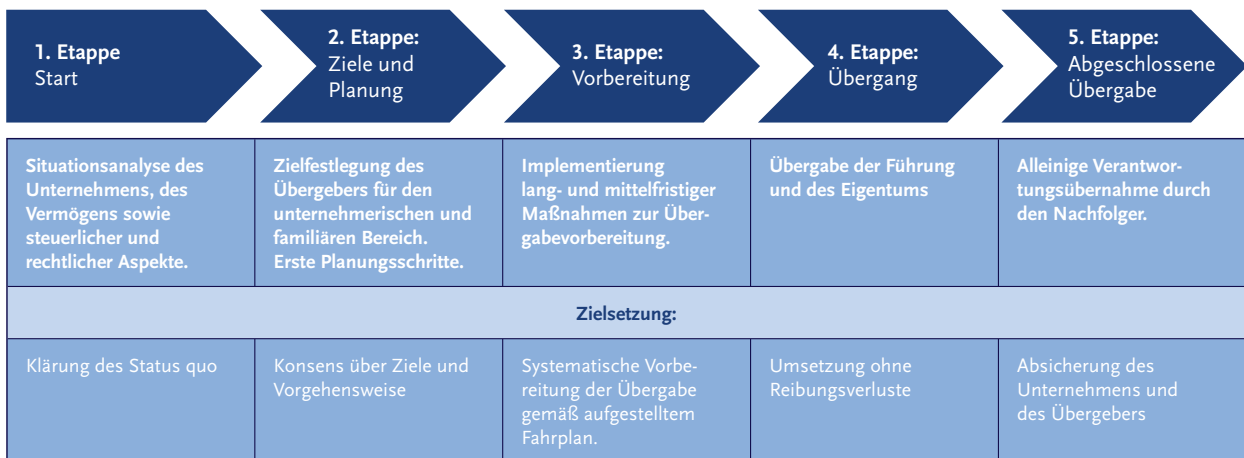 1. Etappe
Start
2. Etappe:
Ziele und
Planung
3. Etappe:
Vorbereitung
4. Etappe:
Übergang
5. Etappe:
Abgeschlossene
Übergabe
Situationsanalyse des
Unternehmens, des
Vermögens sowie
steuerlicher und
rechtlicher Aspekte.
Zielfestlegung des
Übergebers für den
unternehmerischen und
familiären Bereich.
Erste Planungsschritte.
Implementierung
lang- und mittelfristiger
Maßnahmen zur Über-
gabevorbereitung.
Übergabe der Führung
und des Eigentums
Alleinige Verantwor-
tungsübernahme durch
den Nachfolger.
Zielsetzung:
Klärung des Status quo
Konsens über Ziele und
Vorgehensweise
Systematische Vorbe-
reitung der Übergabe
gemäß aufgestelltem
Fahrplan.
Umsetzung ohne
Reibungsverluste
Absicherung des
Unternehmens und
des Übergebers